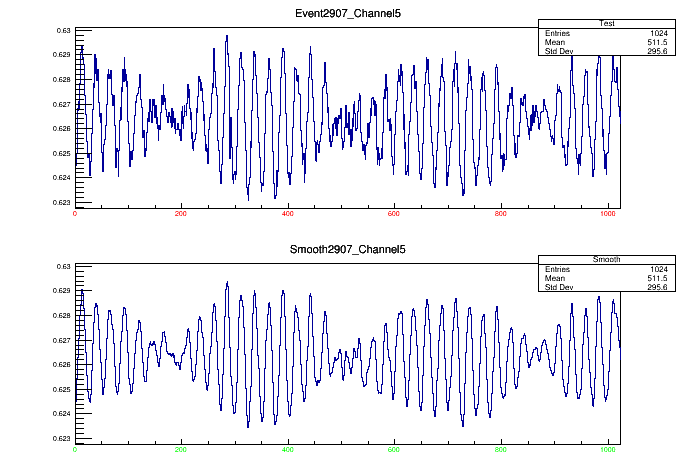 Event2907_Channel5
Test
Entries 1024
Mean 511.5
Std Dev 295.6
0.63
0.629
0.628
0.627
0.626
0.625
0.624
0.623
0 200 400 600 800 1000
Smooth2907_Channel5
Smooth
Entries 1024
Mean 511.5
Std Dev 295.6
0.63
0.629
0.628
0.627
0.626
0.625
0.624
0.623
0 200 400 600 800 1000